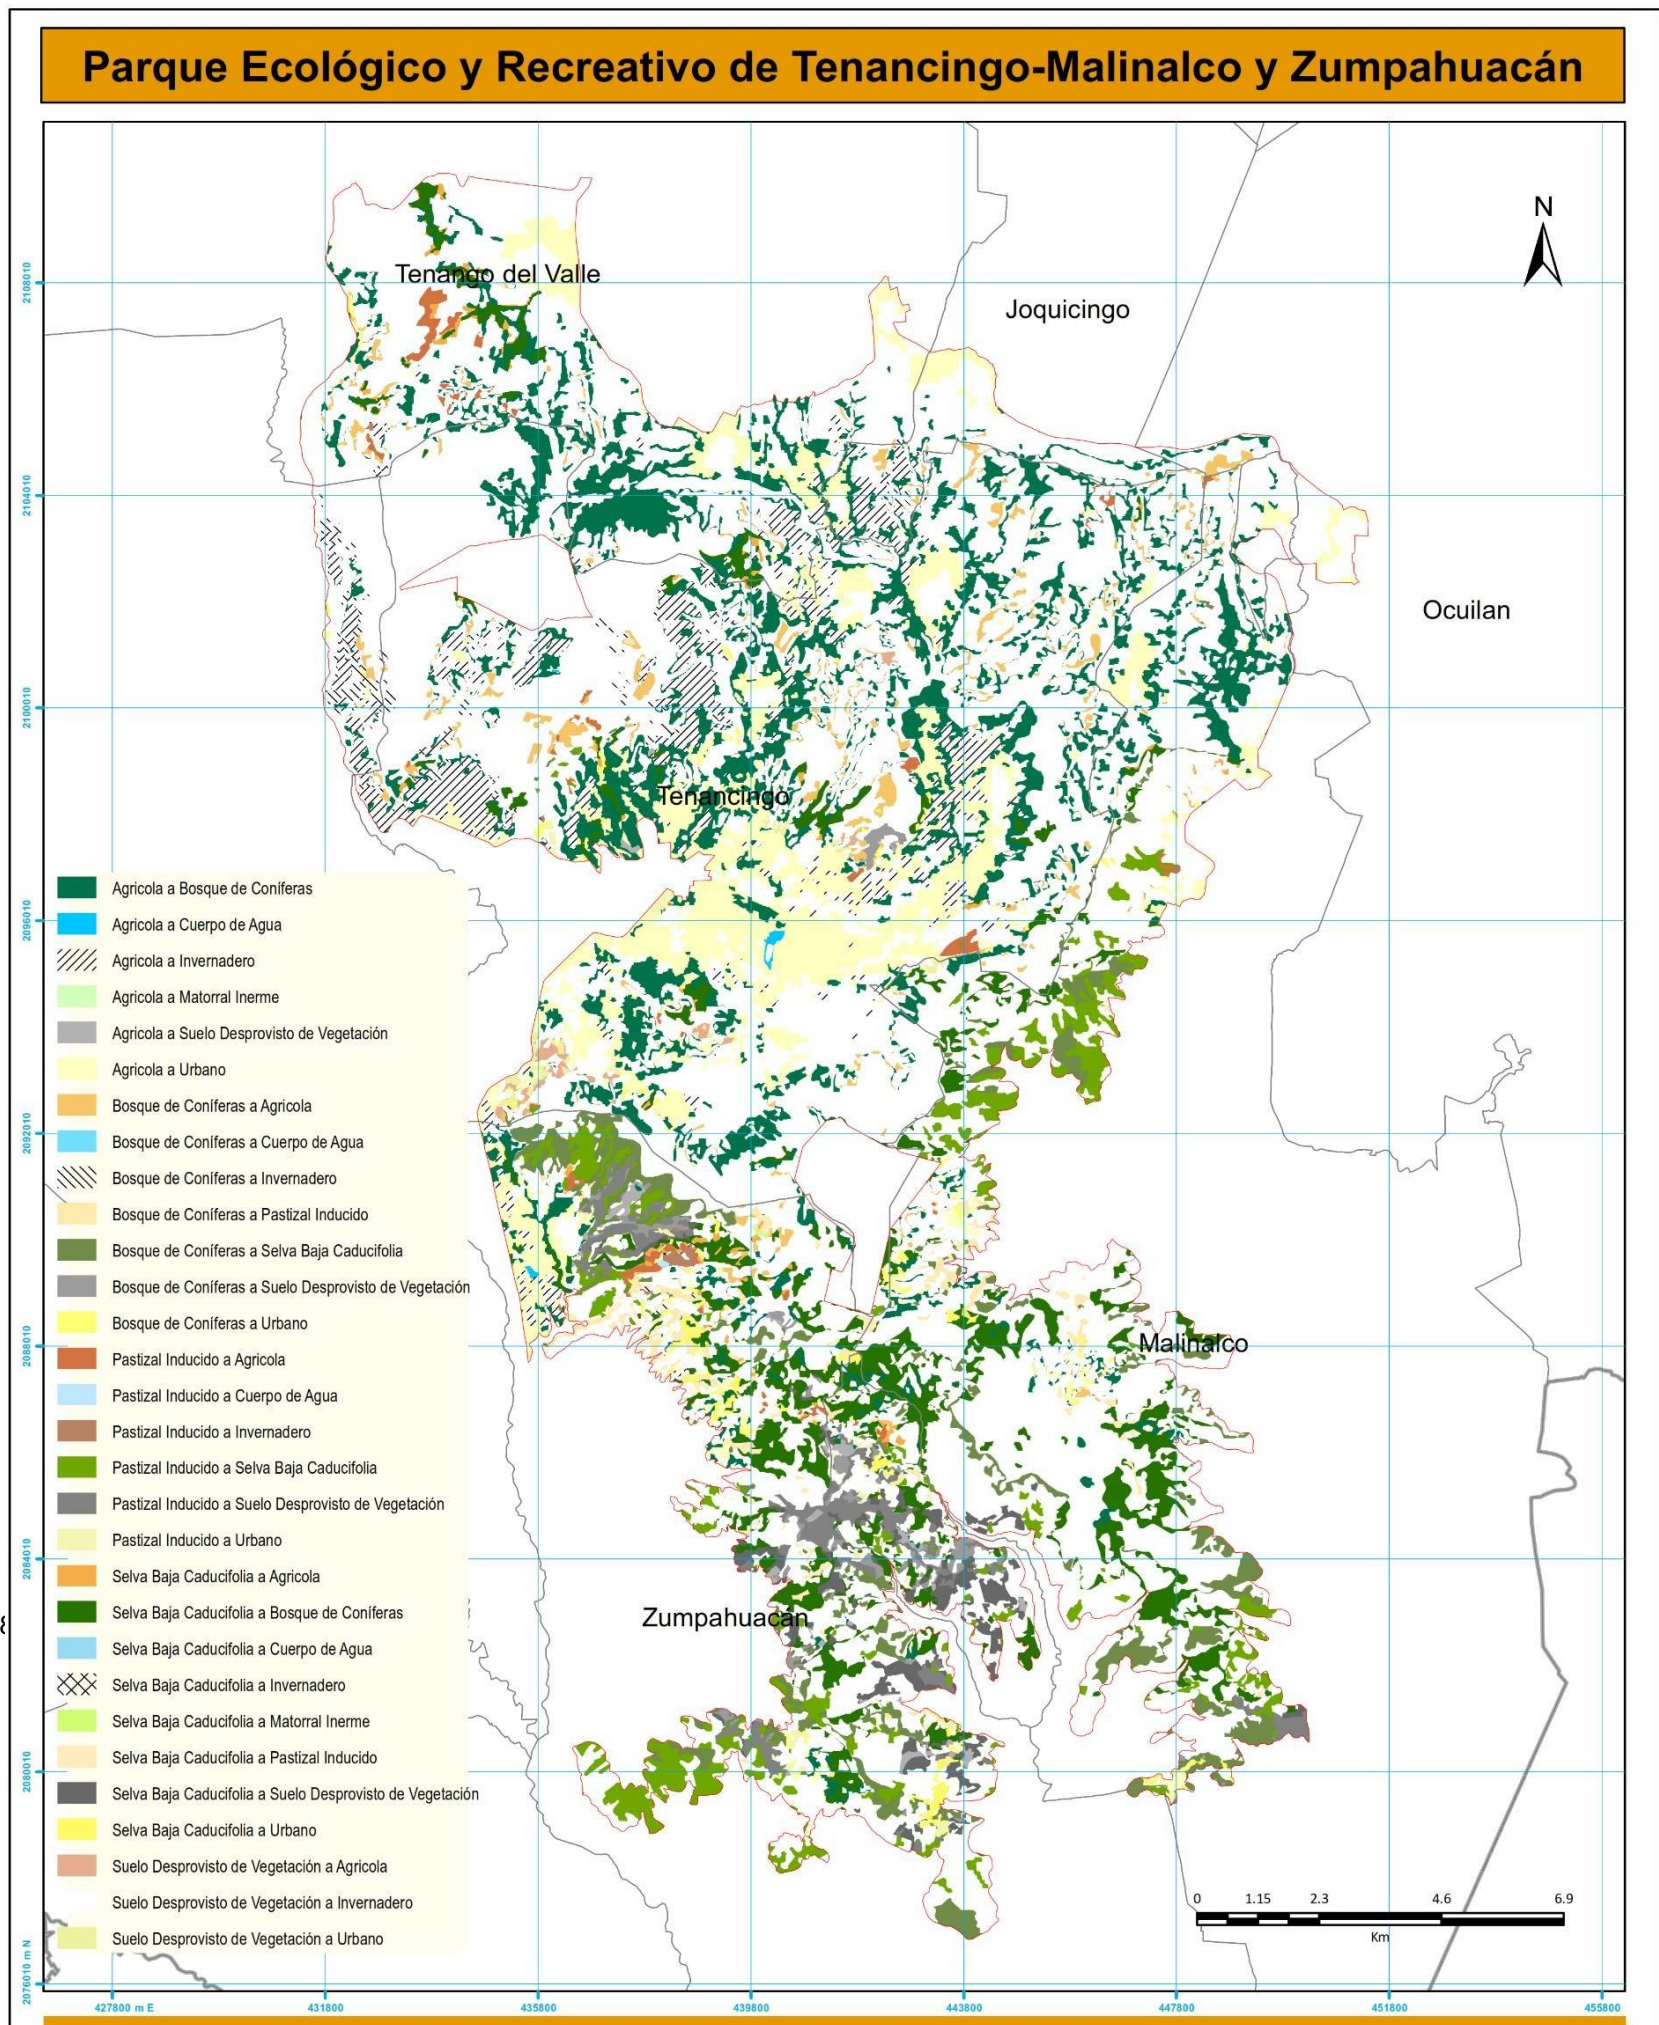 Parque Ecológico y Recreativo de Tenancingo-Malinalco y Zumpahuacán
N
Tenango del Valle
Joquicingo
Ocuilan
Tenancingo
Malinalco
Zumpahuacán
Agricola a Bosque de Coníferas
Agricola a Cuerpo de Agua
Agricola a Invernadero
Agricola a Matorral Inerme
Agricola a Suelo Desprovisto de Vegetación
Agricola a Urbano
Bosque de Coníferas a Agricola
Bosque de Coníferas a Cuerpo de Agua
Bosque de Coníferas a Invernadero
Bosque de Coníferas a Pastizal Inducido
Bosque de Coníferas a Selva Baja Caducifolia
Bosque de Coníferas a Suelo Desprovisto de Vegetación
Bosque de Coníferas a Urbano
Pastizal Inducido a Agricola
Pastizal Inducido a Cuerpo de Agua
Pastizal Inducido a Invernadero
Pastizal Inducido a Selva Baja Caducifolia
Pastizal Inducido a Suelo Desprovisto de Vegetación
Pastizal Inducido a Urbano
Selva Baja Caducifolia a Agricola
Selva Baja Caducifolia a Bosque de Coníferas
Selva Baja Caducifolia a Cuerpo de Agua
Selva Baja Caducifolia a Invernadero
Selva Baja Caducifolia a Matorral Inerme
Selva Baja Caducifolia a Pastizal Inducido
Selva Baja Caducifolia a Suelo Desprovisto de Vegetación
Selva Baja Caducifolia a Urbano
Suelo Desprovisto de Vegetación a Agricola
Suelo Desprovisto de Vegetación a Invernadero
Suelo Desprovisto de Vegetación a Urbano
0 1.15 2.3 4.6 6.9
Km
2108010
2104010
2100010
2096010
2092010
2088010
2084010
2080010
2076010 m N
427800 m E 431800 435800 439800 443800 447800 451800 455800